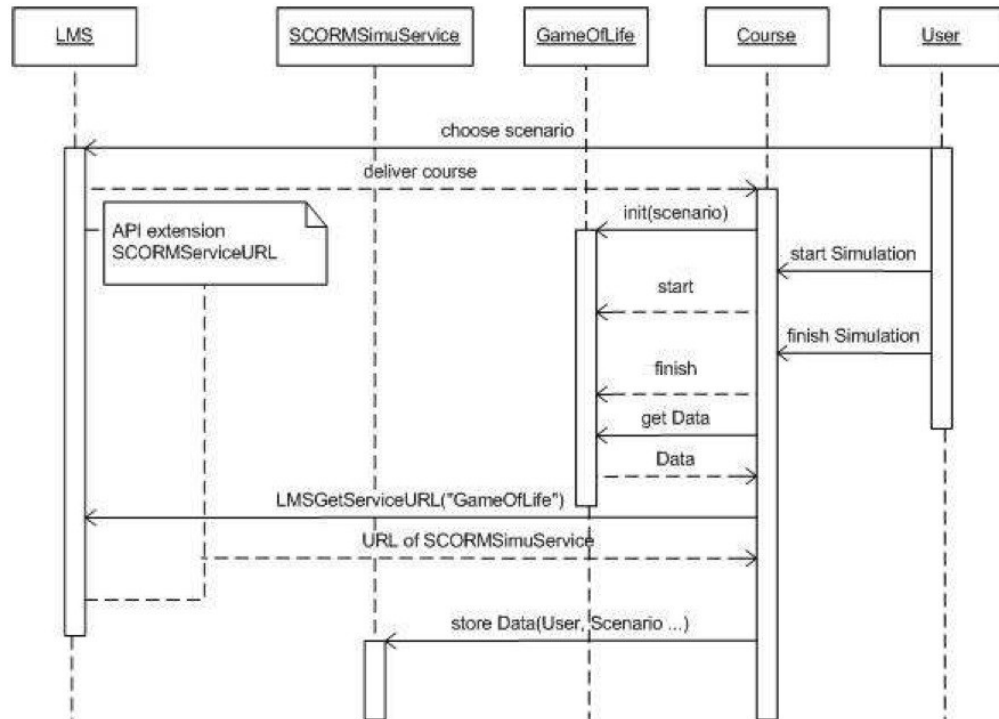 LMS
SCORMSimuService
GameOfLife
Course
User
choose scenario
deliver course
API extension
SCORMServiceURL
init(scenario)
start Simulation
start
finish Simulation
finish
get Data
Data
LMSGetServiceURL("GameOfLife")
URL of SCORMSimuService
store Data(User, Scenario ...)